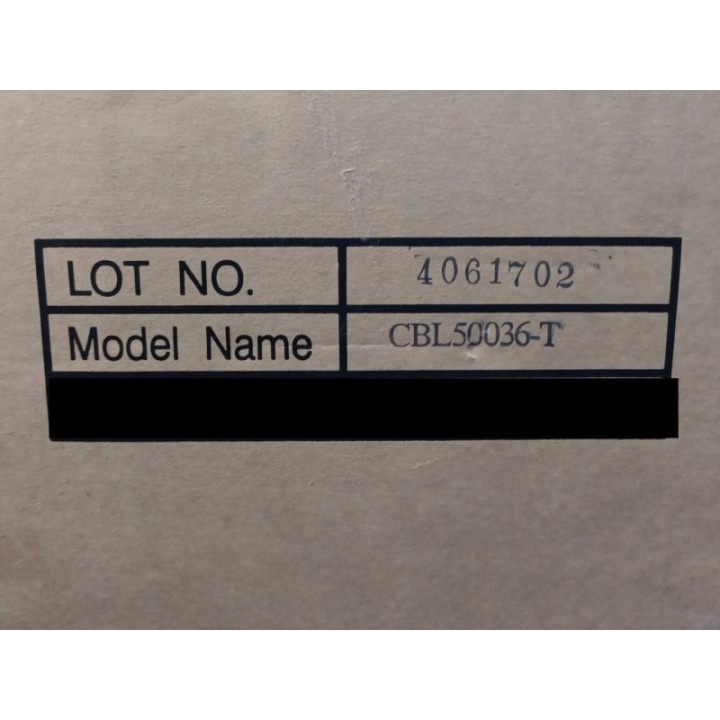 LOT NO. 4061702
Model Name CBL50036-T